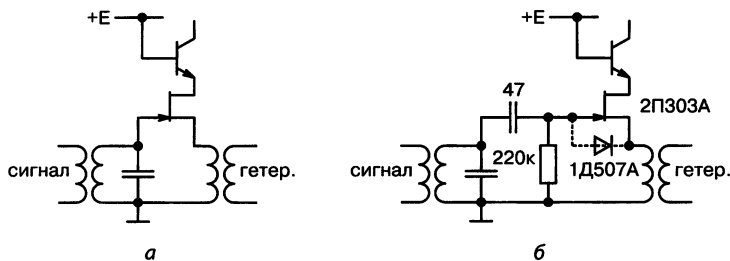 +E
сигнал
гетер.
а
+E
47
2П303А
220к
1Д507А
сигнал
гетер.
б